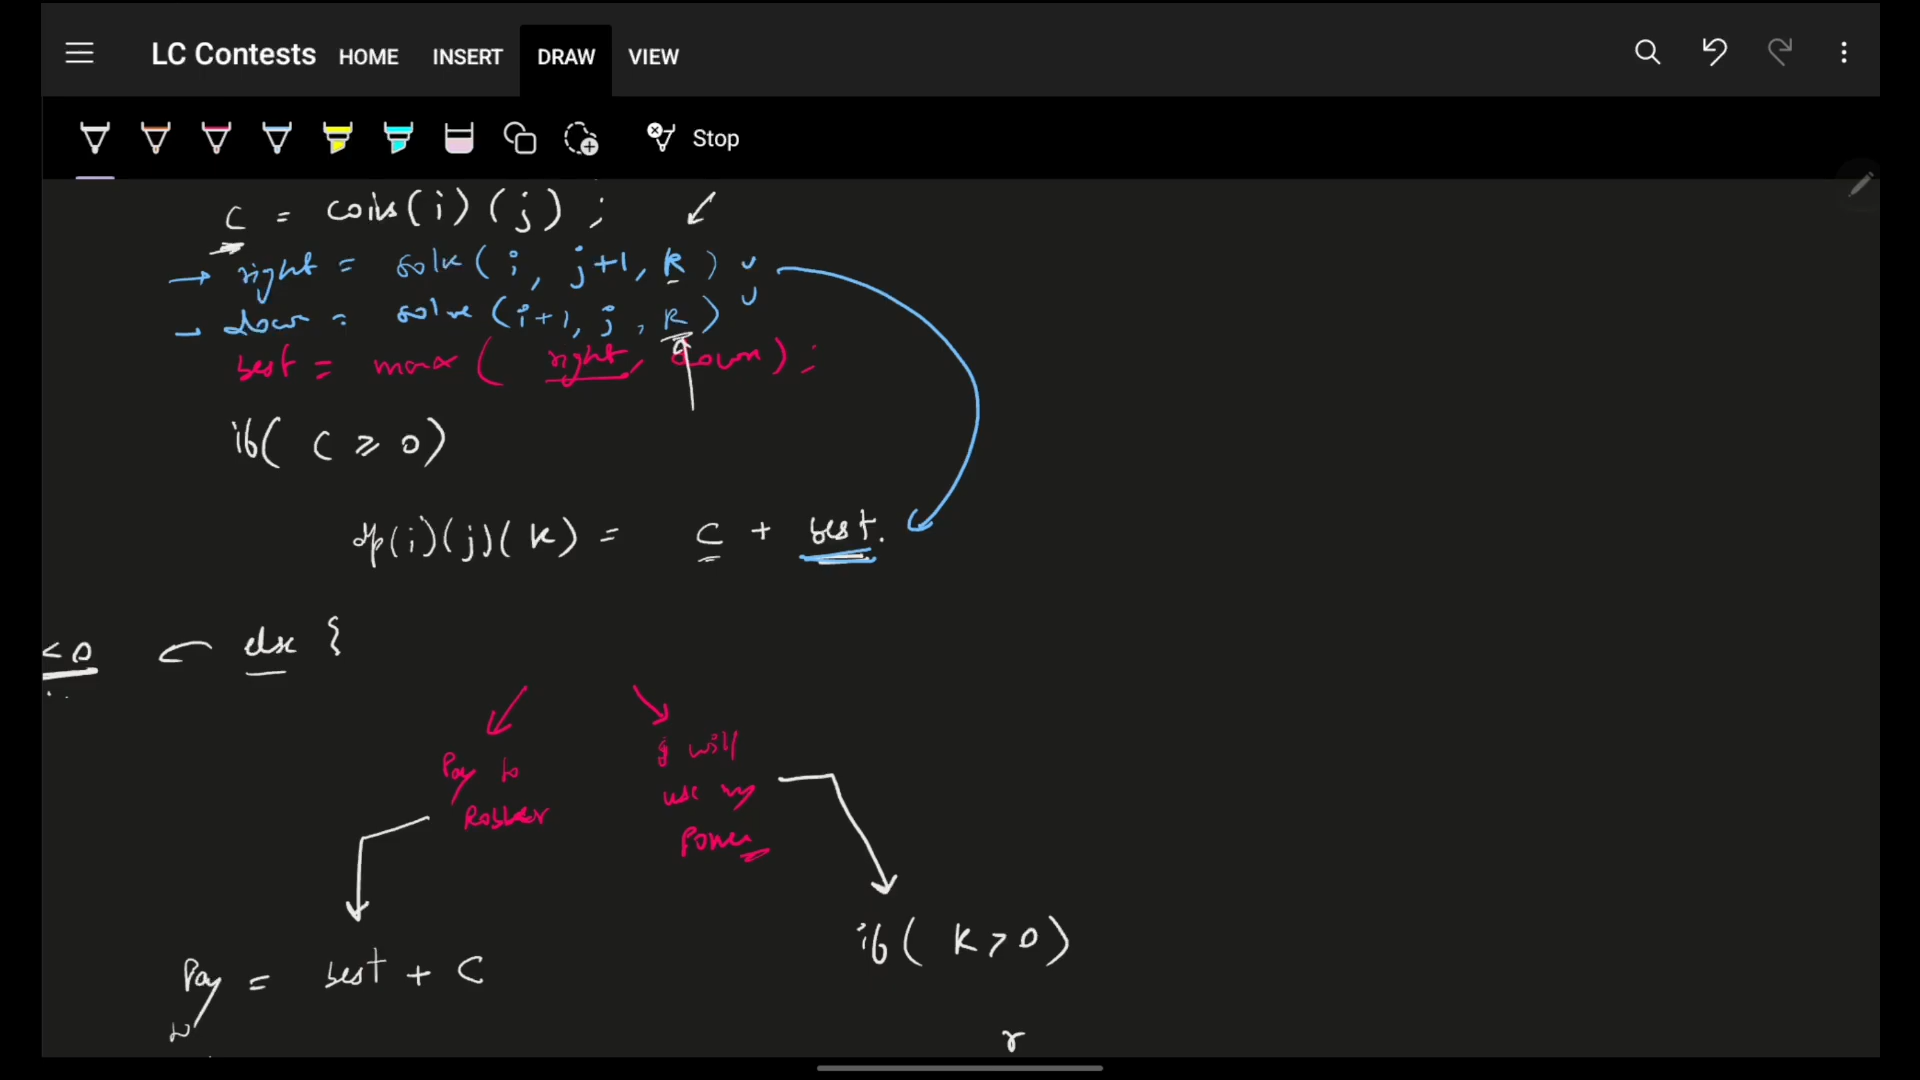 LC Contests HOME INSERT DRAW VIEW
Stop
C = coins(i)(j);
→ right = solve(i, j+1, k)
→ down = solve(i+1, j, k)
best = max(right, down);
if( C ≥ 0)
dp(i)(j)(k) = C + best.
<0 ← else {
Pay to Robber
I will use my Power
if( K > 0)
Pay = best + C
r